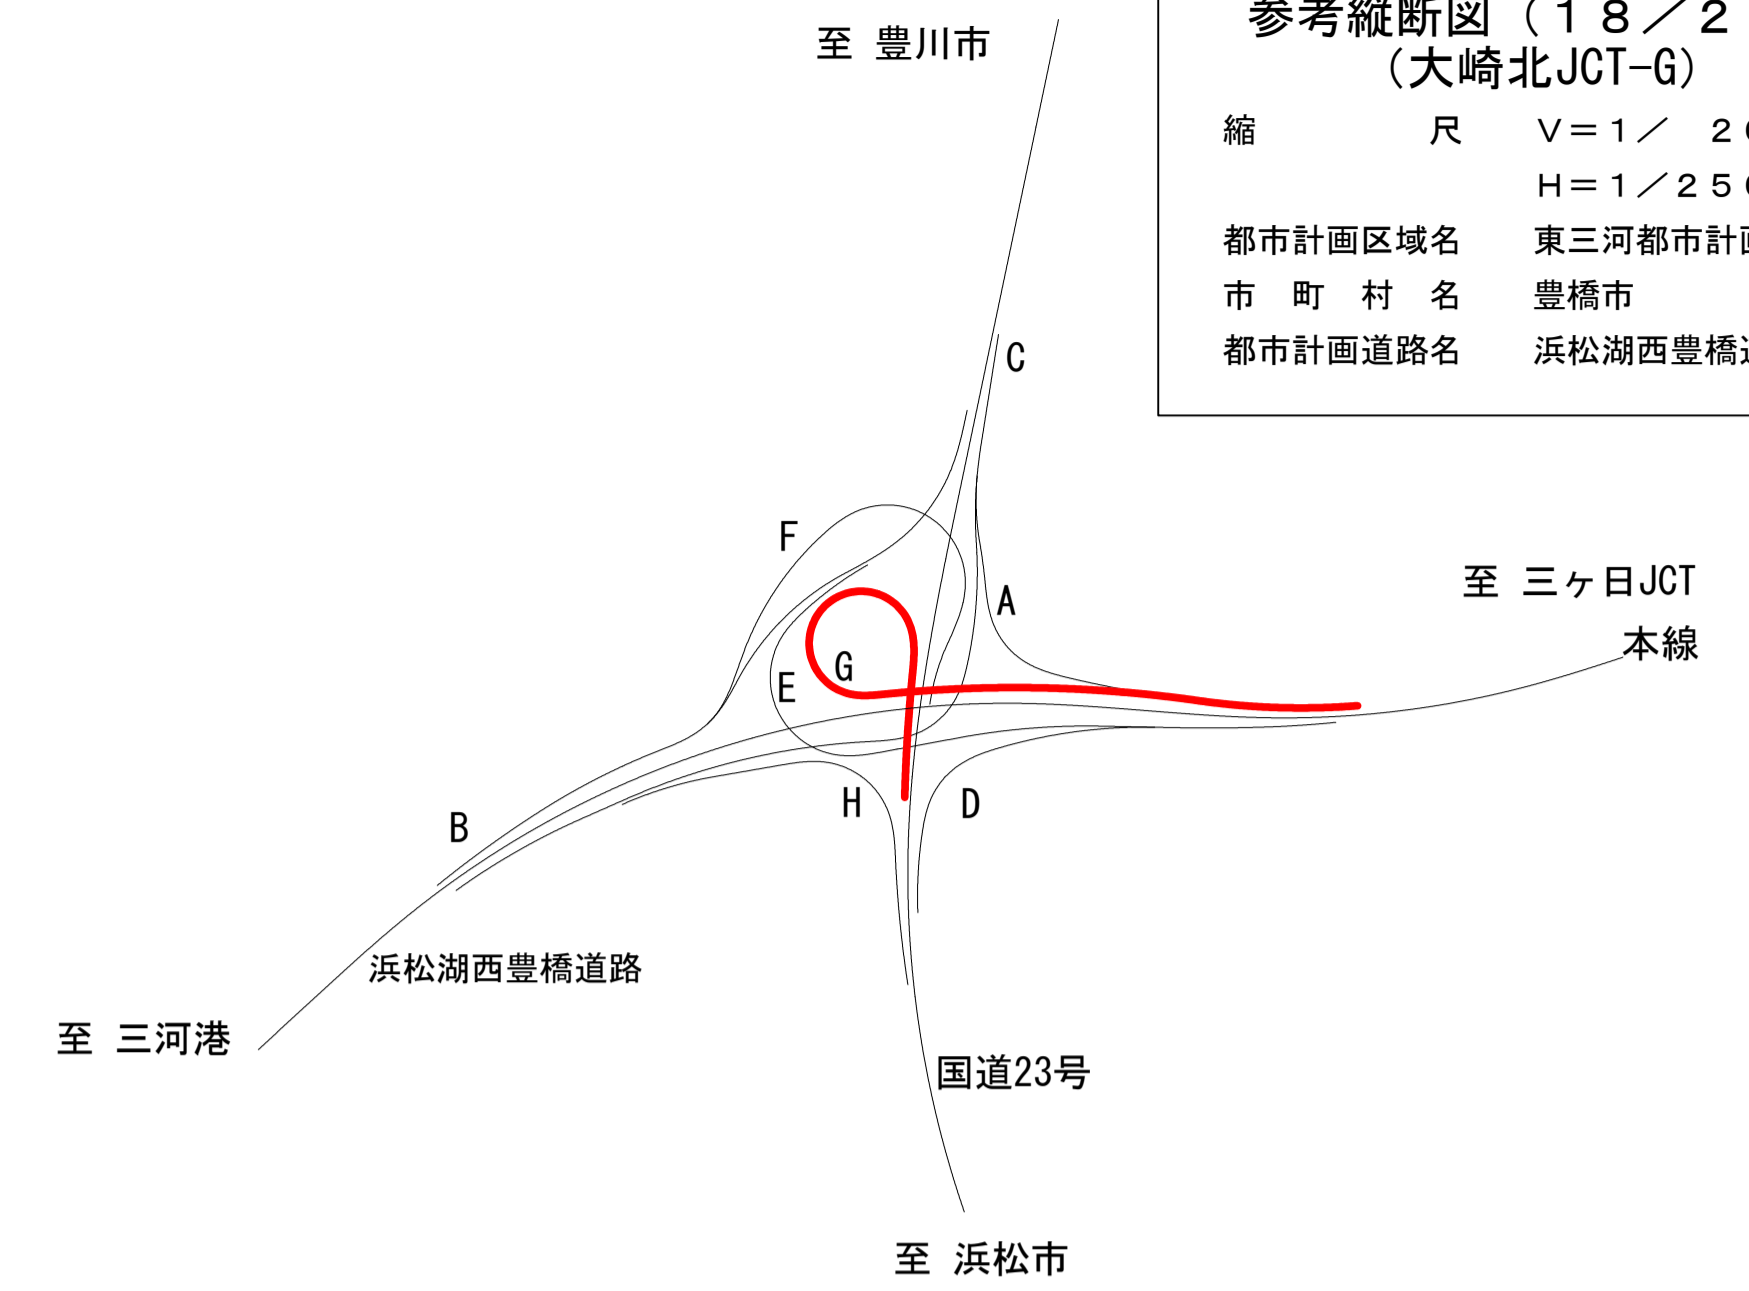 至 豊川市
参考縦断図（１８／２
（大崎北JCT-G）
縮　尺　Ｖ＝１／　２
Ｈ＝１／２５
都市計画区域名　東三河都市計
市　町　村　名　豊橋市
都市計画道路名　浜松湖西豊橋
C
F
A
至 三ヶ日JCT
本線
G
E
H
D
B
浜松湖西豊橋道路
至 三河港
国道23号
至 浜松市